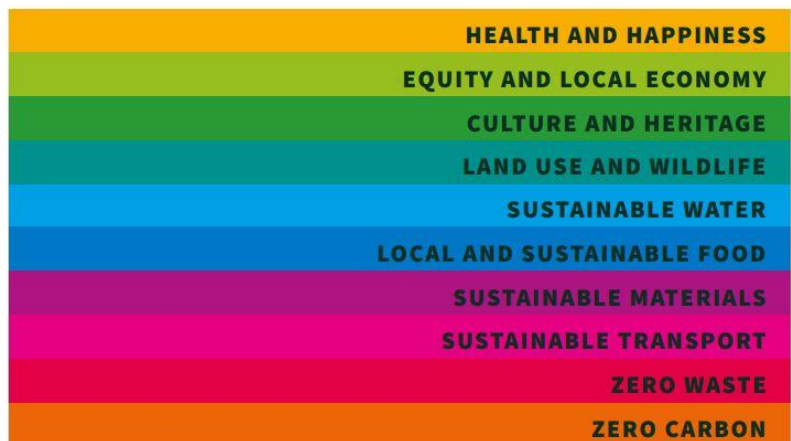 HEALTH AND HAPPINESS
EQUITY AND LOCAL ECONOMY
CULTURE AND HERITAGE
LAND USE AND WILDLIFE
SUSTAINABLE WATER
LOCAL AND SUSTAINABLE FOOD
SUSTAINABLE MATERIALS
SUSTAINABLE TRANSPORT
ZERO WASTE
ZERO CARBON